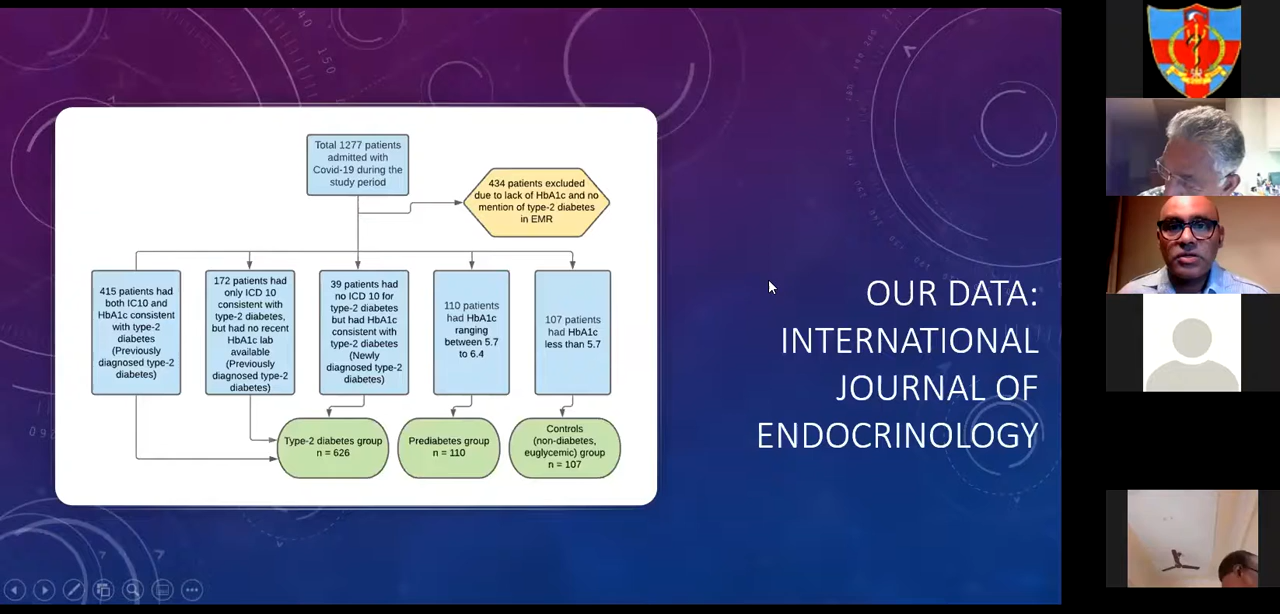 Total 1277 patients
admitted with
Covid-19 during the
study period
434 patients excluded
due to lack of HbA1c and no
mention of type-2 diabetes
in EMR
415 patients had
both IC10 and
HbA1c consistent
with type-2
diabetes
(Previously
diagnosed type-2
diabetes)
172 patients had
only ICD 10
consistent with
type-2 diabetes,
but had no recent
HbA1c lab
available
(Previously
diagnosed type-2
diabetes)
39 patients had
no ICD 10 for
type-2 diabetes
but had HbA1c
consistent with
type-2 diabetes
(Newly
diagnosed type-2
diabetes)
110 patients
had HbA1c
ranging
between 5.7
to 6.4
107 patients
had HbA1c
less than 5.7
Type-2 diabetes group
n = 626
Prediabetes group
n = 110
Controls
(non-diabetes,
euglycemic) group
n = 107
OUR DATA:
INTERNATIONAL
JOURNAL OF
ENDOCRINOLOGY